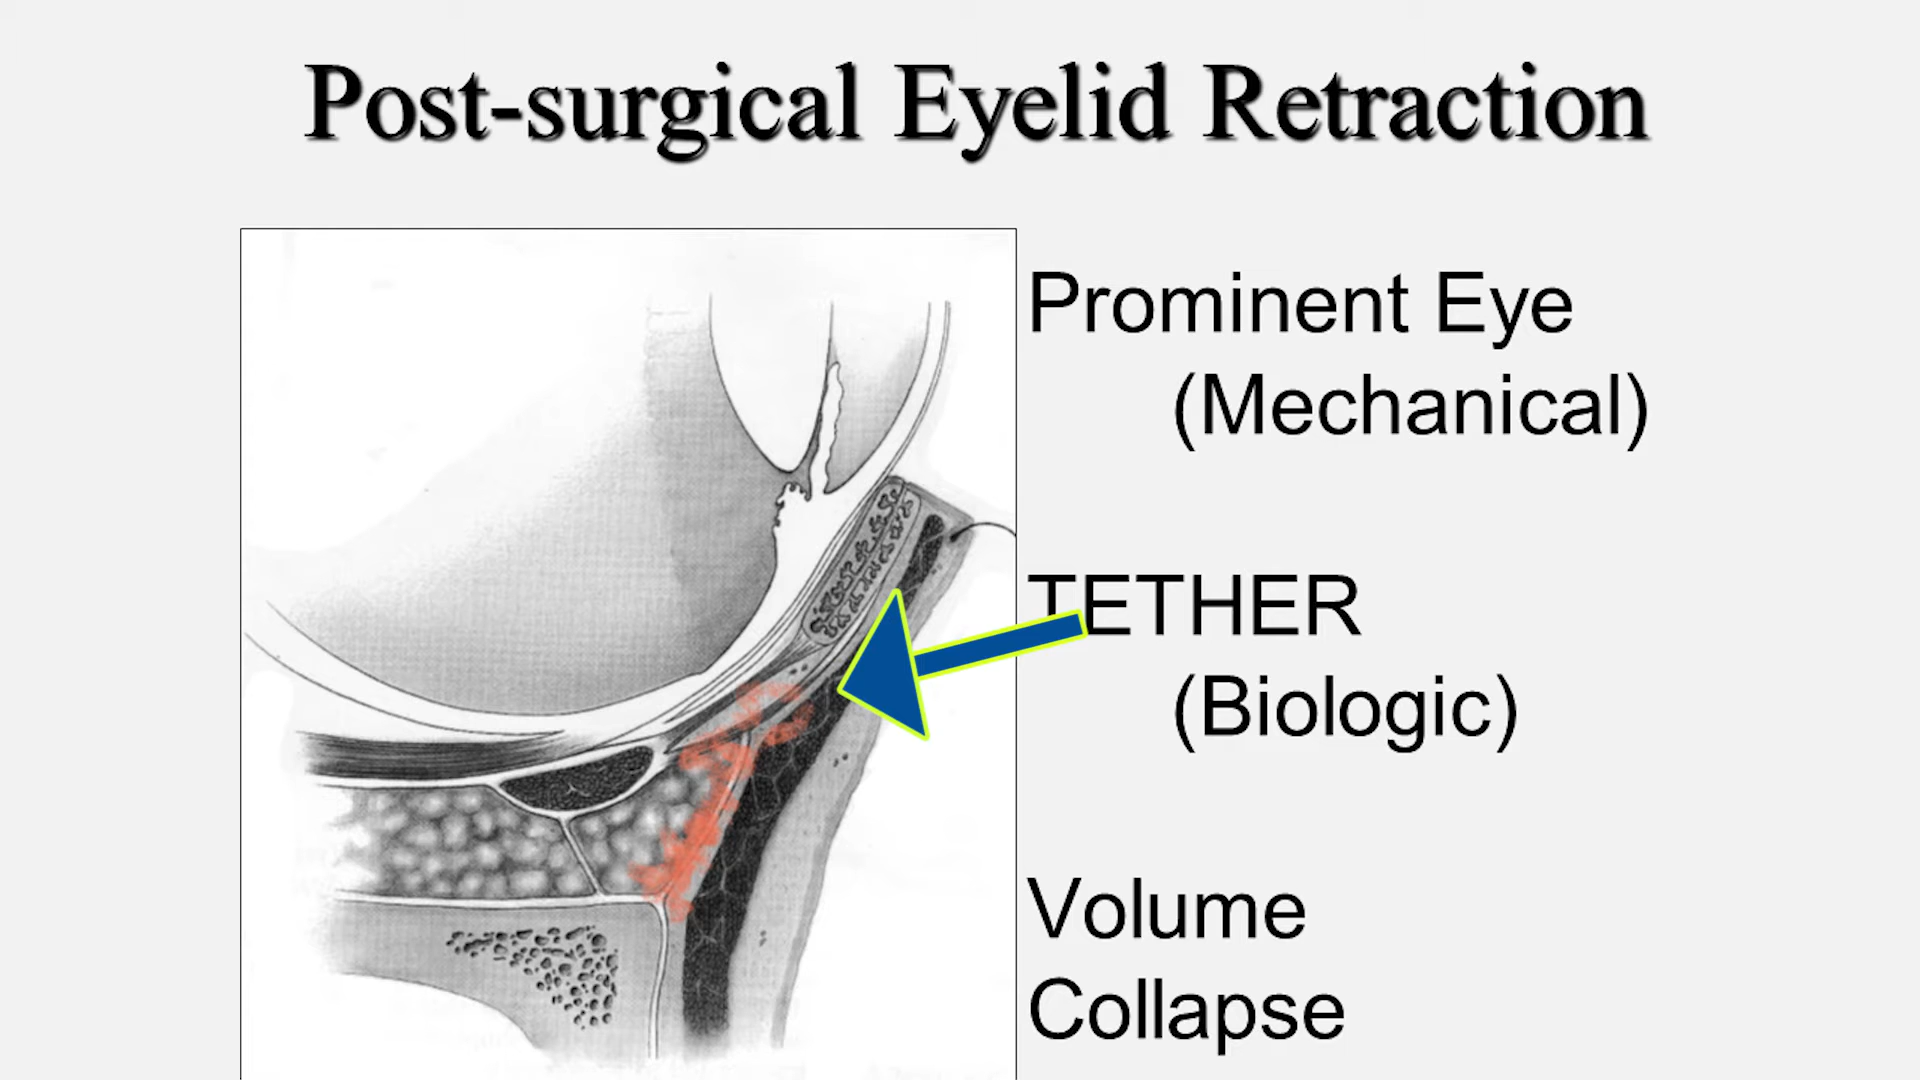 Post-surgical Eyelid Retraction
Prominent Eye
(Mechanical)
TETHER
(Biologic)
Volume
Collapse